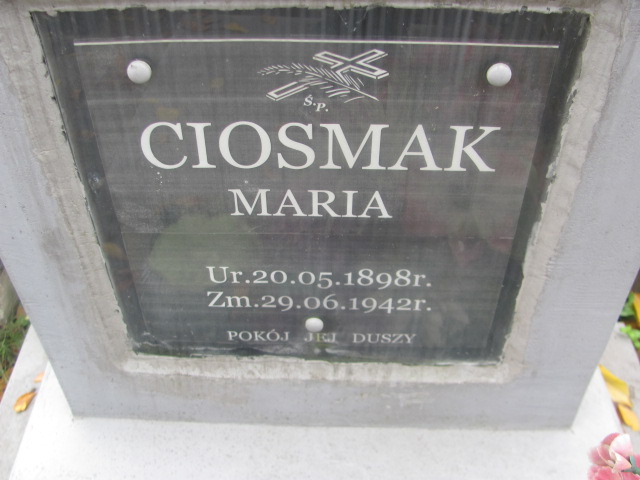 Ś.P.
CIOSMAK
MARIA
Ur.20.05.1898r.
Zm.29.06.1942r.
POKÓJ JEJ DUSZY